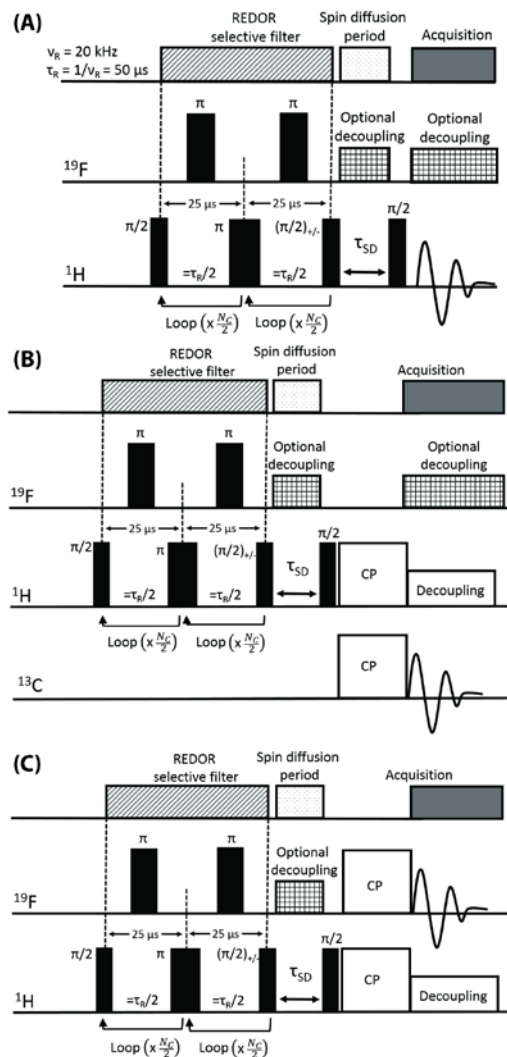 (A)
REDOR
selective filter
Spin diffusion
period
Acquisition
ν_R = 20 kHz
τ_R = 1/ν_R = 50 µs
π
π
Optional
decoupling
Optional
decoupling
¹⁹F
25 µs
25 µs
π/2
π
(π/2)₊/₋
π/2
τ_SD
¹H
=τ_R/2
=τ_R/2
Loop (x N_C/2)
Loop (x N_C/2)
(B)
REDOR
selective filter
Spin diffusion
period
Acquisition
π
π
Optional
decoupling
Optional
decoupling
¹⁹F
25 µs
25 µs
π/2
π
(π/2)₊/₋
π/2
τ_SD
CP
Decoupling
¹H
=τ_R/2
=τ_R/2
Loop (x N_C/2)
Loop (x N_C/2)
CP
¹³C
(C)
REDOR
selective filter
Spin diffusion
period
Acquisition
π
π
Optional
decoupling
CP
¹⁹F
25 µs
25 µs
π/2
π
(π/2)₊/₋
π/2
τ_SD
CP
Decoupling
¹H
=τ_R/2
=τ_R/2
Loop (x N_C/2)
Loop (x N_C/2)